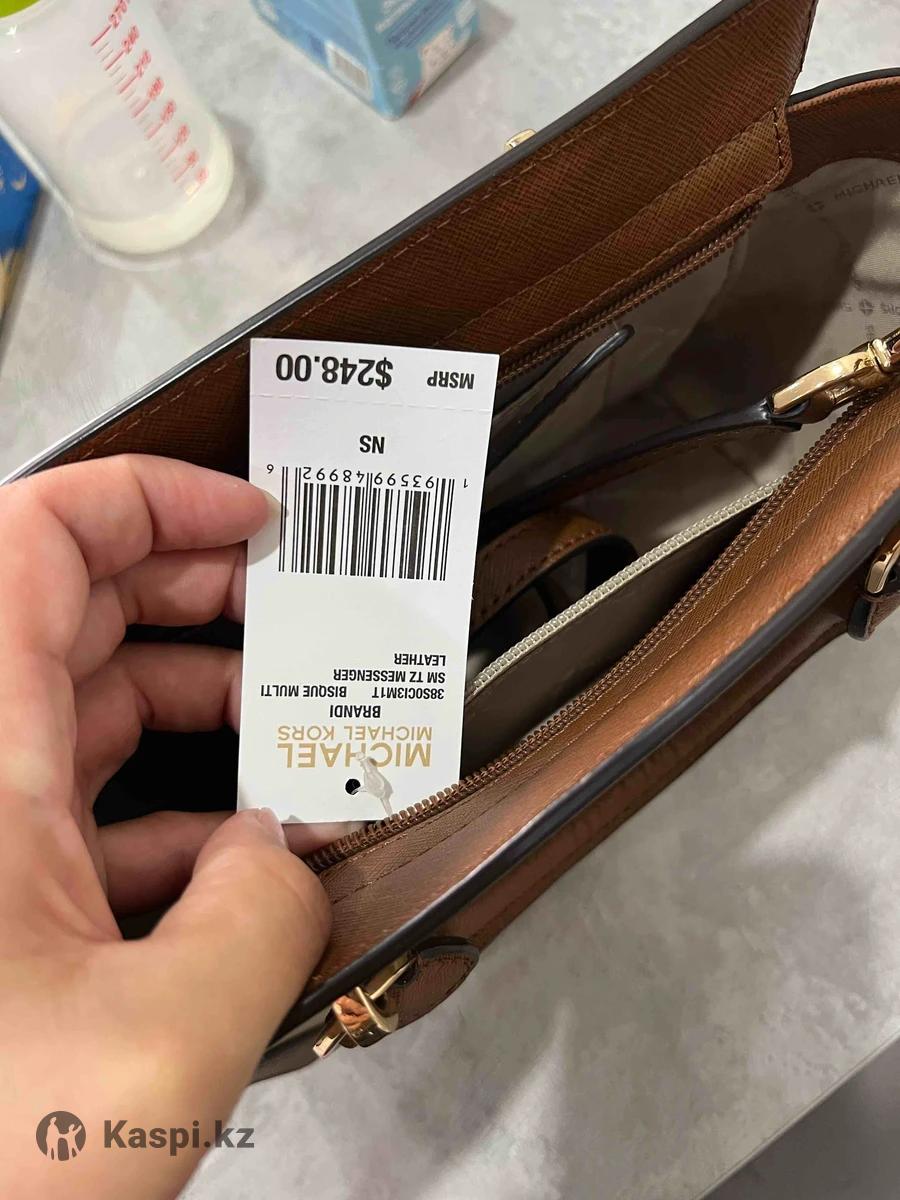 MICHAEL
MICHAEL KORS
BRANDI
38S0CI3M1T BISQUE MULTI
SM TZ MESSENGER
LEATHER
1 93599 48992 6
NS
MSRP $248.00
MICHAEL
Kaspi.kz